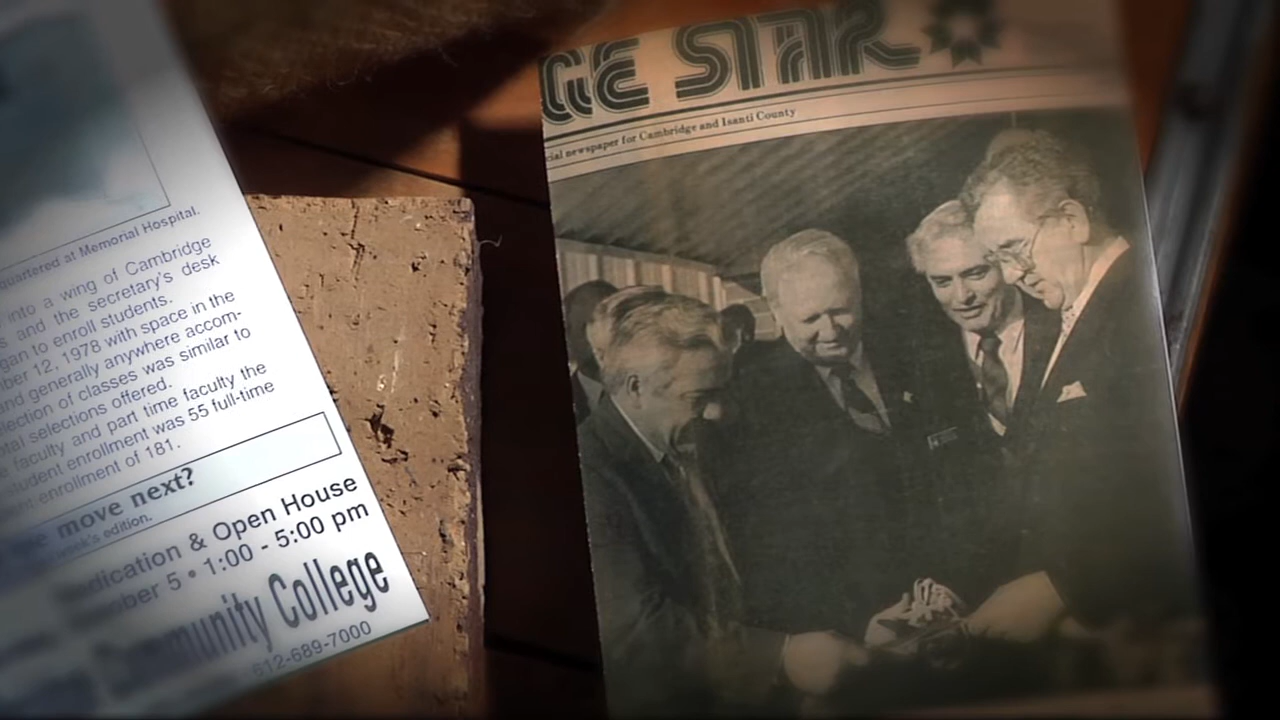 quartered at Memorial Hospital.
into a wing of Cambridge
s and the secretary's desk
gan to enroll students.
ber 12, 1978 with space in the
and generally anywhere accom-
lection of classes was similar to
otal selections offered.
e faculty and part time faculty the
student enrollment was 55 full-time
nt enrollment of 181.
move next?
week's edition.
edication & Open House
ober 5 • 1:00 - 5:00 pm
Community College
612-689-7000
GE STAR
cial newspaper for Cambridge and Isanti County